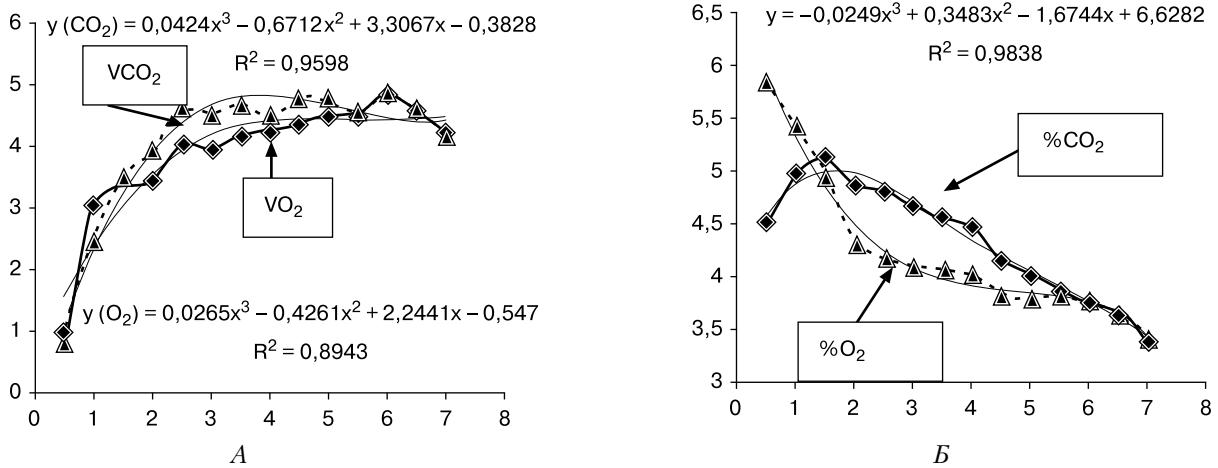 y (CO₂) = 0,0424x³ – 0,6712x² + 3,3067x – 0,3828
R² = 0,9598
VCO₂
VO₂
y (O₂) = 0,0265x³ – 0,4261x² + 2,2441x – 0,547
R² = 0,8943
6
5
4
3
2
1
0
0 1 2 3 4 5 6 7 8
А
y = –0,0249x³ + 0,3483x² – 1,6744x + 6,6282
R² = 0,9838
%CO₂
%O₂
6,5
6
5,5
5
4,5
4
3,5
3
0 1 2 3 4 5 6 7 8
Б